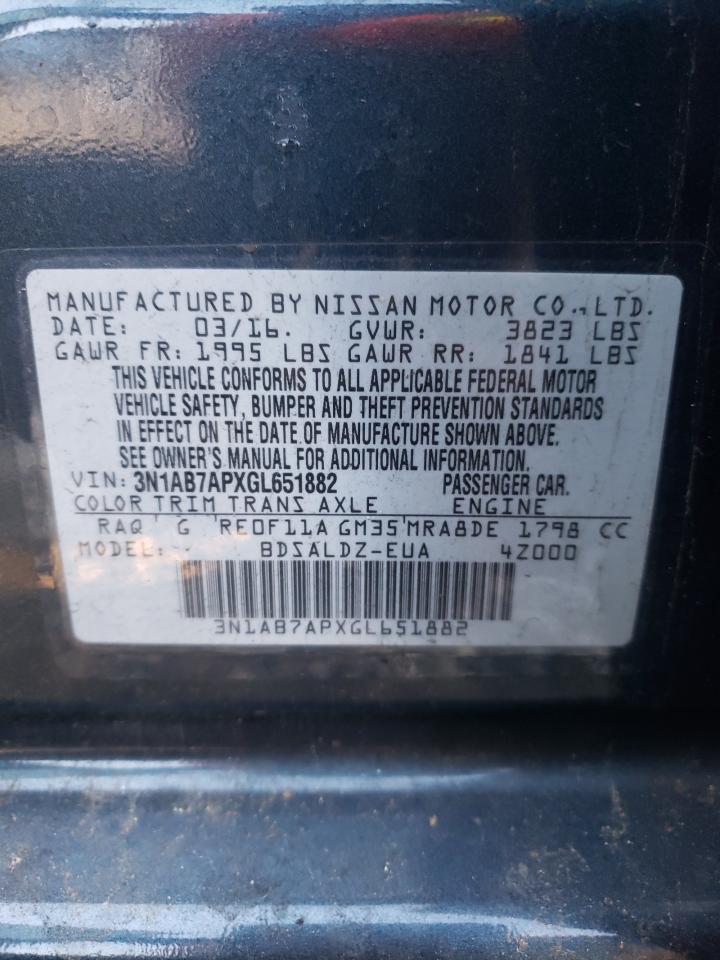 MANUFACTURED BY NISSAN MOTOR CO., LTD.
DATE: 03/16. GVWR: 3823 LBS
GAWR FR: 1995 LBS GAWR RR: 1841 LBS
THIS VEHICLE CONFORMS TO ALL APPLICABLE FEDERAL MOTOR
VEHICLE SAFETY, BUMPER AND THEFT PREVENTION STANDARDS
IN EFFECT ON THE DATE OF MANUFACTURE SHOWN ABOVE.
SEE OWNER'S MANUAL FOR ADDITIONAL INFORMATION.
VIN: 3N1AB7APXGL651882 PASSENGER CAR.
COLOR TRIM TRANS AXLE ENGINE
RAQ G RE0F11A GM35 MRA8DE 1798 CC
MODEL: BDSALDZ-EUA 4Z000
3N1AB7APXGL651882